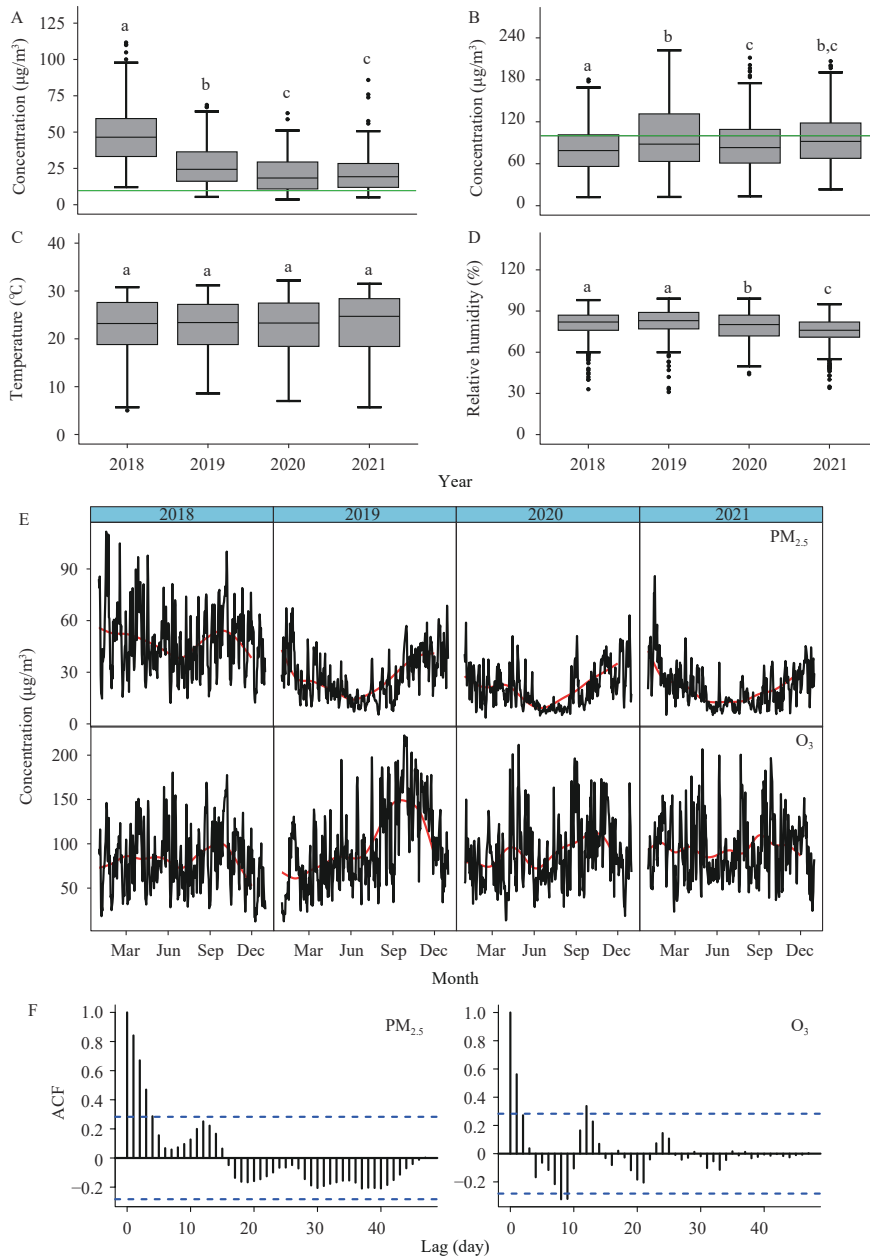 A
Concentration (μg/m³)
125
100
75
50
25
0
a
b
c
c
B
Concentration (μg/m³)
240
180
120
60
0
a
b
c
b,c
C
Temperature (℃)
40
30
20
10
0
a
a
a
a
2018 2019 2020 2021
D
Relative humidity (%)
120
90
60
30
0
a
a
b
c
2018 2019 2020 2021
Year
E
2018 2019 2020 2021
PM2.5
Concentration (μg/m³)
90
60
30
0
O3
200
150
100
50
Mar Jun Sep Dec Mar Jun Sep Dec Mar Jun Sep Dec Mar Jun Sep Dec
Month
F
PM2.5
ACF
1.0
0.8
0.6
0.4
0.2
0
−0.2
0 10 20 30 40
O3
1.0
0.8
0.6
0.4
0.2
0
−0.2
0 10 20 30 40
Lag (day)